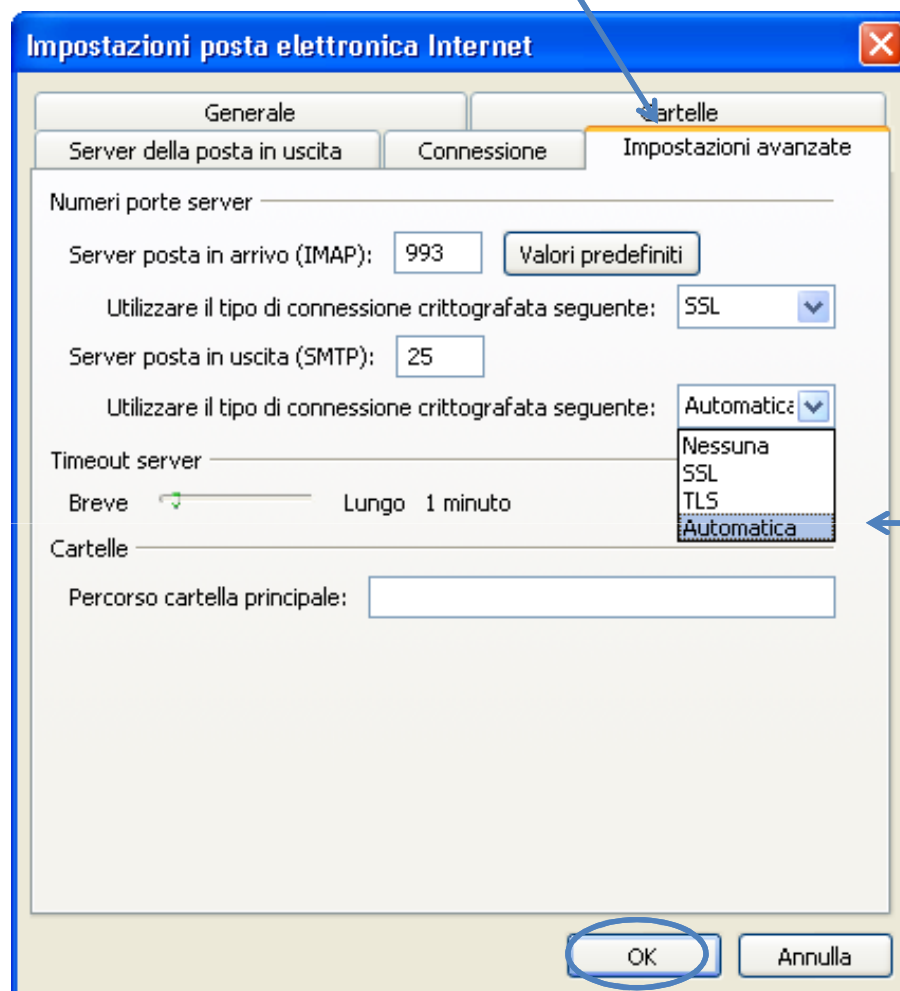 Impostazioni posta elettronica Internet
Generale
Cartelle
Server della posta in uscita
Connessione
Impostazioni avanzate
Numeri porte server
Server posta in arrivo (IMAP): 993 Valori predefiniti
Utilizzare il tipo di connessione crittografata seguente: SSL
Server posta in uscita (SMTP): 25
Utilizzare il tipo di connessione crittografata seguente: Automatica
Nessuna
SSL
TLS
Automatica
Timeout server
Breve Lungo 1 minuto
Cartelle
Percorso cartella principale:
OK Annulla